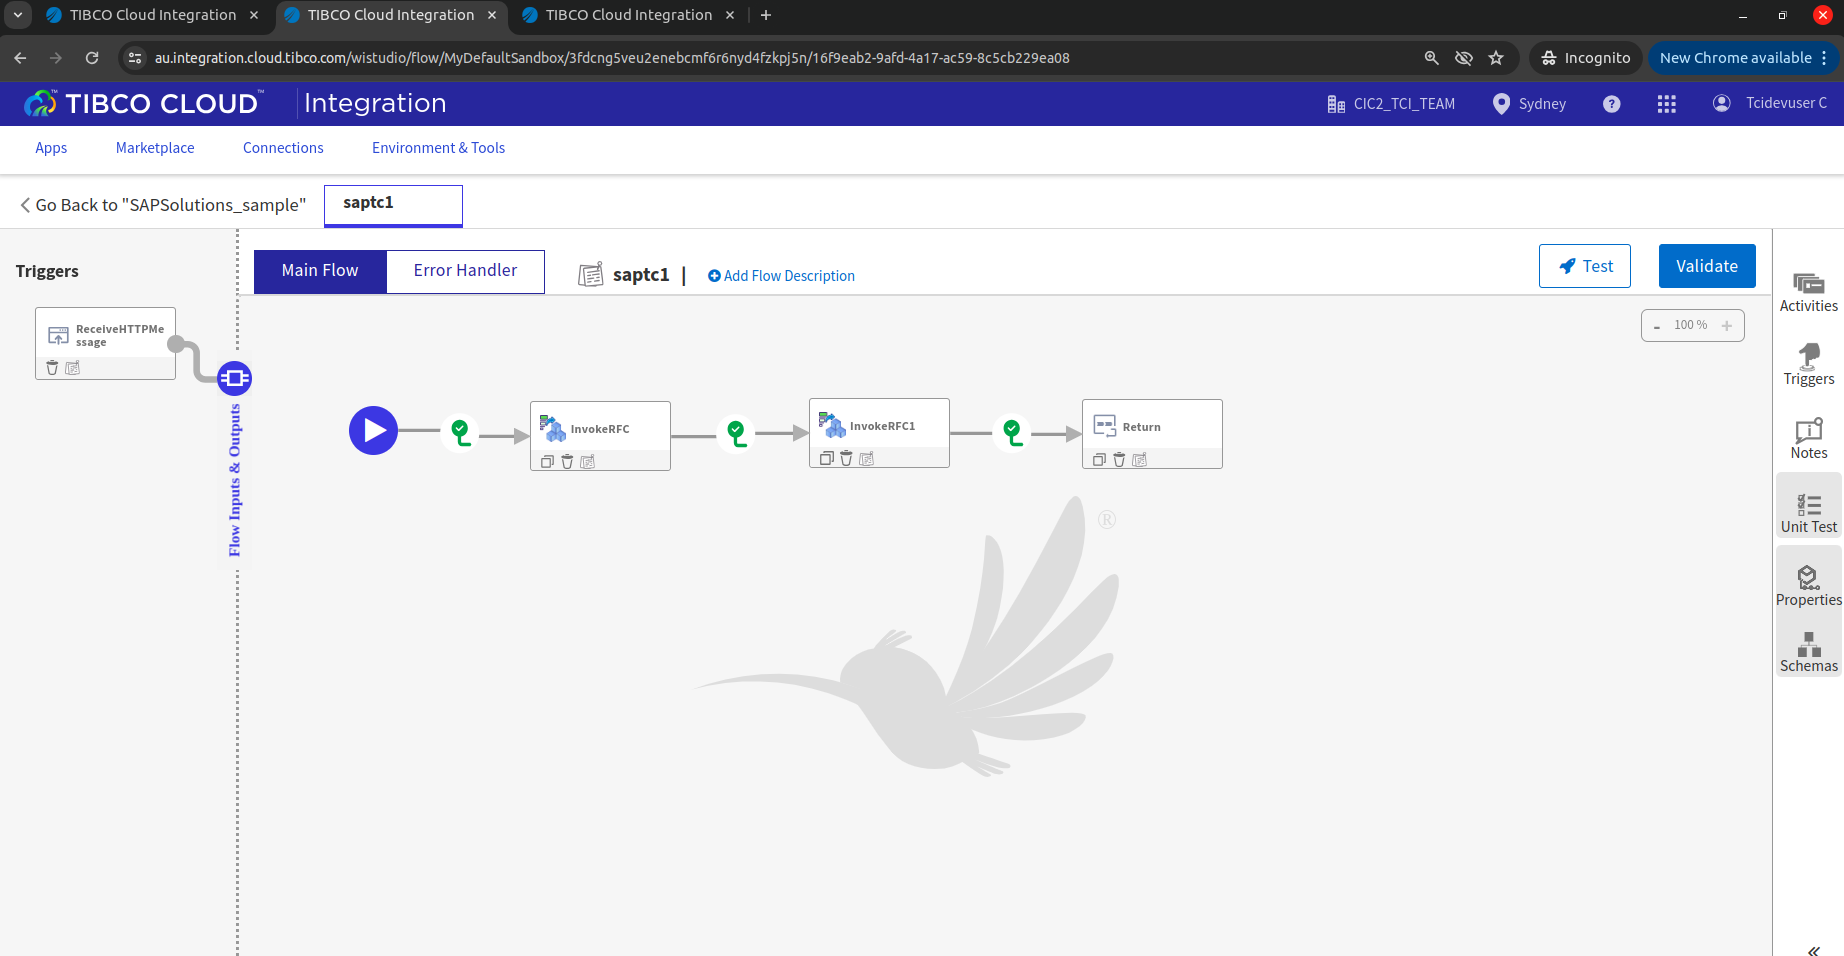 TIBCO Cloud Integration
TIBCO Cloud Integration
TIBCO Cloud Integration
au.integration.cloud.tibco.com/wistudio/flow/MyDefaultSandbox/3fdcng5veu2enebcmf6r6nyd4fzkpj5n/16f9eab2-9afd-4a17-ac59-8c5cb229ea08
Incognito
New Chrome available
TIBCO CLOUD™ Integration
CIC2_TCI_TEAM
Sydney
?
Tcidevuser C
Apps
Marketplace
Connections
Environment & Tools
Go Back to "SAPSolutions_sample"
saptc1
Triggers
ReceiveHTTPMe
ssage
Flow Inputs & Outputs
Main Flow
Error Handler
saptc1 |
Add Flow Description
Test
Validate
- 100 % +
InvokeRFC
InvokeRFC1
Return
®
Activities
Triggers
Notes
Unit Test
Properties
Schemas